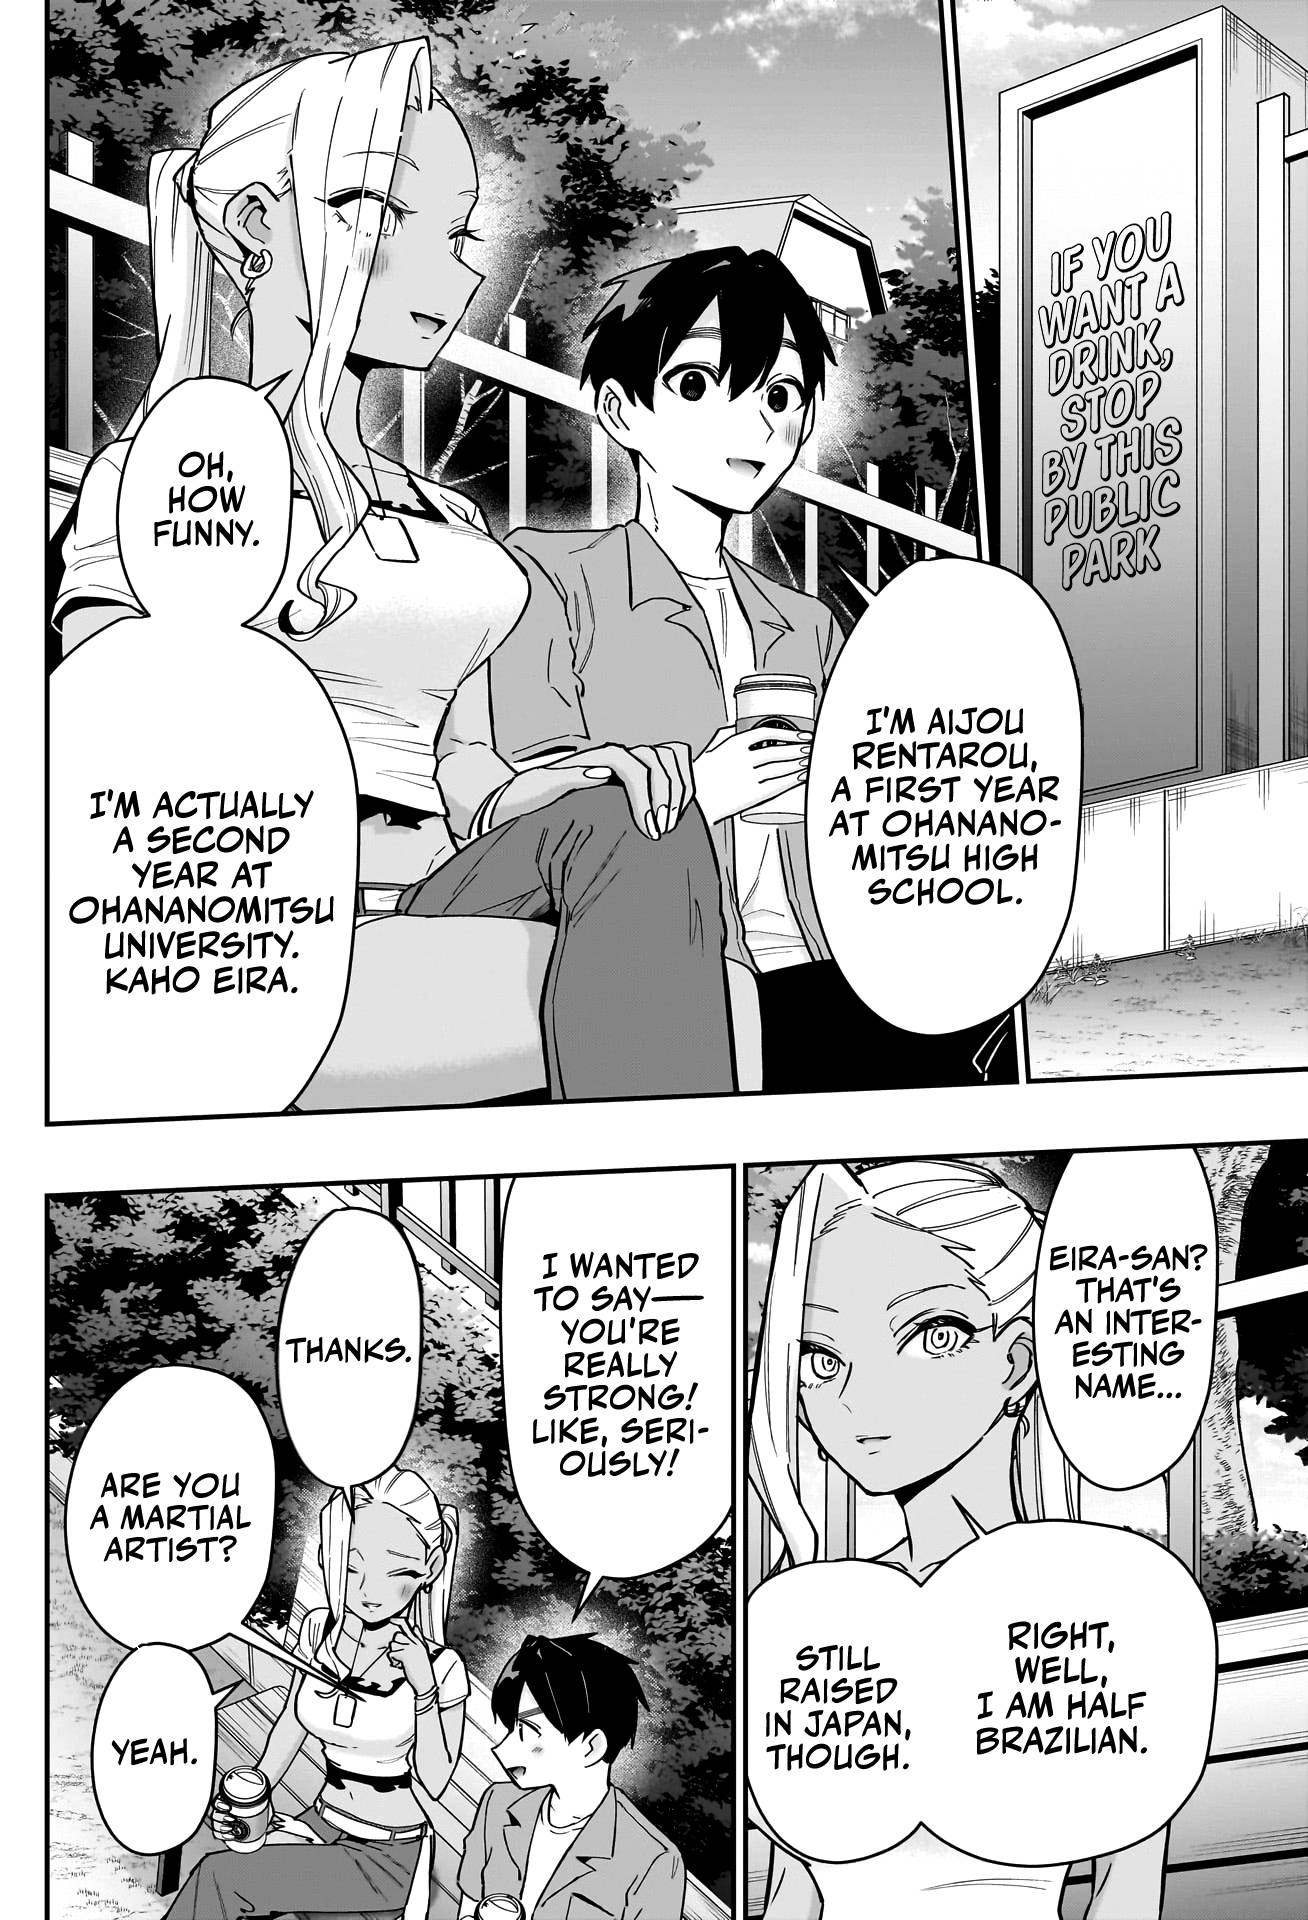 IF YOU
WANT A
DRINK,
STOP
BY THIS
PUBLIC
PARK
I'M AIJOU
RENTAROU,
A FIRST YEAR
AT OHANANO-
MITSU HIGH
SCHOOL.
OH,
HOW
FUNNY.
I'M ACTUALLY
A SECOND
YEAR AT
OHANANOMITSU
UNIVERSITY.
KAHO EIRA.
EIRA-SAN?
THAT'S
AN INTER-
ESTING
NAME...
RIGHT,
WELL,
I AM HALF
BRAZILIAN.
STILL
RAISED
IN JAPAN,
THOUGH.
I WANTED
TO SAY——
YOU'RE
REALLY
STRONG!
LIKE, SERI-
OUSLY!
THANKS.
ARE YOU
A MARTIAL
ARTIST?
YEAH.